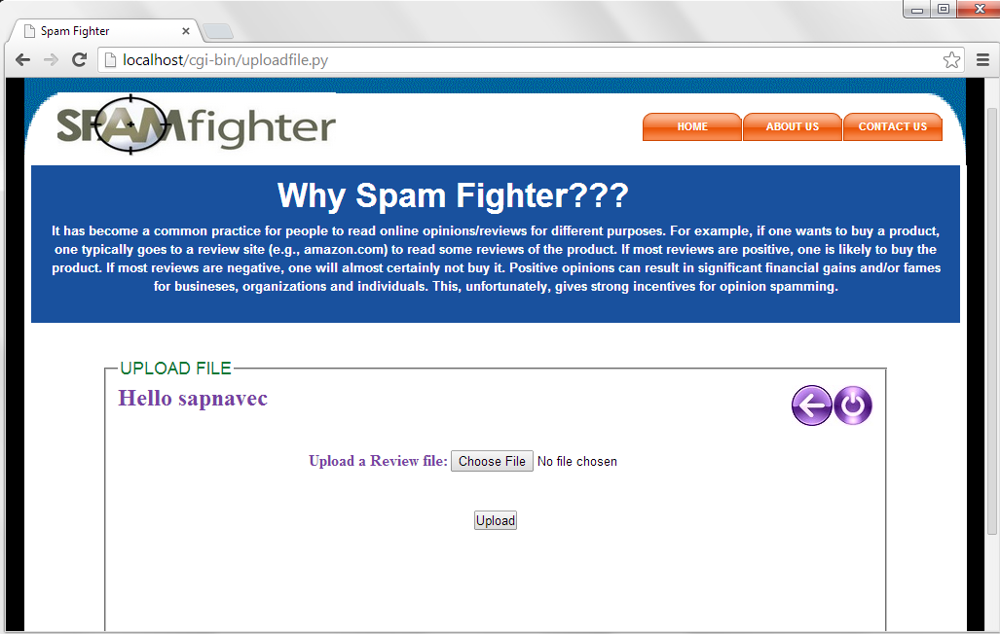 Spam Fighter
localhost/cgi-bin/uploadfile.py
SPAMfighter
HOME
ABOUT US
CONTACT US
Why Spam Fighter???
It has become a common practice for people to read online opinions/reviews for different purposes. For example, if one wants to buy a product,
one typically goes to a review site (e.g., amazon.com) to read some reviews of the product. If most reviews are positive, one is likely to buy the
product. If most reviews are negative, one will almost certainly not buy it. Positive opinions can result in significant financial gains and/or fames
for busineses, organizations and individuals. This, unfortunately, gives strong incentives for opinion spamming.
UPLOAD FILE
Hello sapnavec
Upload a Review file: Choose File No file chosen
Upload